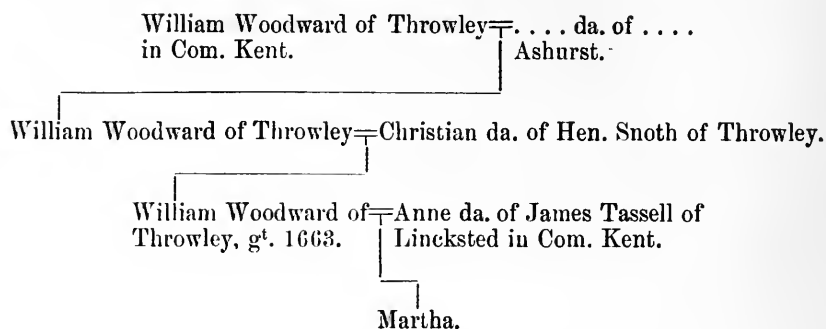 William Woodward of Throwley=. . . . da. of . . . .
in Com. Kent. Ashurst.
William Woodward of Throwley=Christian da. of Hen. Snoth of Throwley.
William Woodward of=Anne da. of James Tassell of
Throwley, gᵗ. 1663. Lincksted in Com. Kent.
Martha.